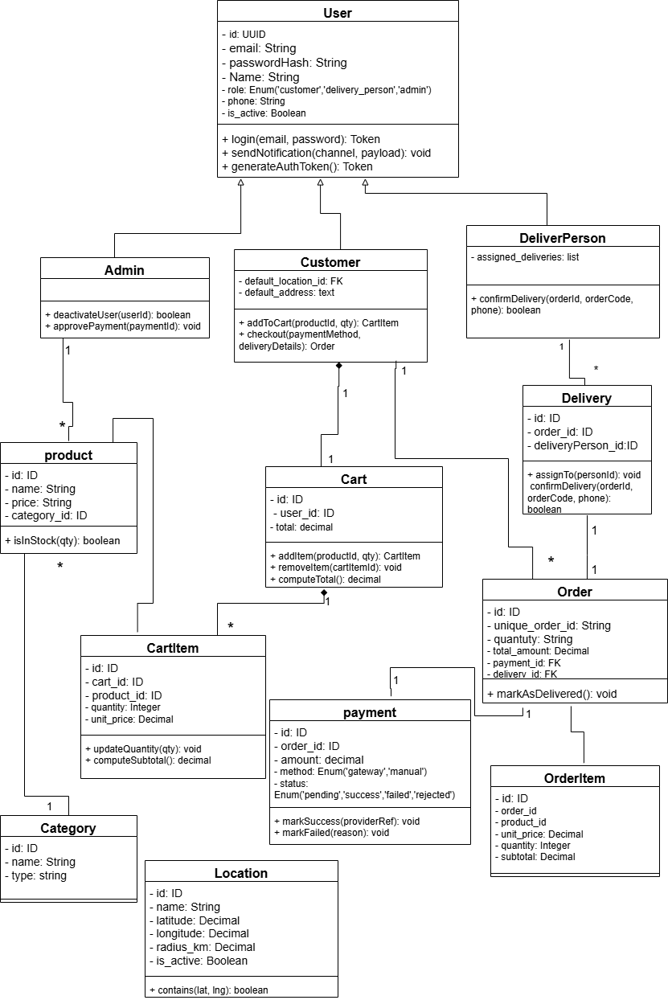 User
- id: UUID
- email: String
- passwordHash: String
- Name: String
- role: Enum('customer','delivery_person','admin')
- phone: String
- is_active: Boolean
+ login(email, password): Token
+ sendNotification(channel, payload): void
+ generateAuthToken(): Token
Admin
+ deactivateUser(userId): boolean
+ approvePayment(paymentId): void
1
*
Customer
- default_location_id: FK
- default_address: text
+ addToCart(productId, qty): CartItem
+ checkout(paymentMethod,
deliveryDetails): Order
1
1
1
*
DeliverPerson
- assigned_deliveries: list
+ confirmDelivery(orderId, orderCode,
phone): boolean
1
*
Delivery
- id: ID
- order_id: ID
- deliveryPerson_id:ID
+ assignTo(personId): void
confirmDelivery(orderId,
orderCode, phone):
boolean
1
1
product
- id: ID
- name: String
- price: String
- category_id: ID
+ isInStock(qty): boolean
*
1
Cart
- id: ID
- user_id: ID
- total: decimal
+ addItem(productId, qty): CartItem
+ removeItem(cartItemId): void
+ computeTotal(): decimal
1
*
CartItem
- id: ID
- cart_id: ID
- product_id: ID
- quantity: Integer
- unit_price: Decimal
+ updateQuantity(qty): void
+ computeSubtotal(): decimal
Order
- id: ID
- unique_order_id: String
- quantuty: String
- total_amount: Decimal
- payment_id: FK
- delivery_id: FK
+ markAsDelivered(): void
1
1
payment
- id: ID
- order_id: ID
- amount: decimal
- method: Enum('gateway','manual')
- status:
Enum('pending','success','failed','rejected')
+ markSuccess(providerRef): void
+ markFailed(reason): void
OrderItem
- id: ID
- order_id
- product_id
- unit_price: Decimal
- quantity: Integer
- subtotal: Decimal
Category
- id: ID
- name: String
- type: string
Location
- id: ID
- name: String
- latitude: Decimal
- longitude: Decimal
- radius_km: Decimal
- is_active: Boolean
+ contains(lat, lng): boolean